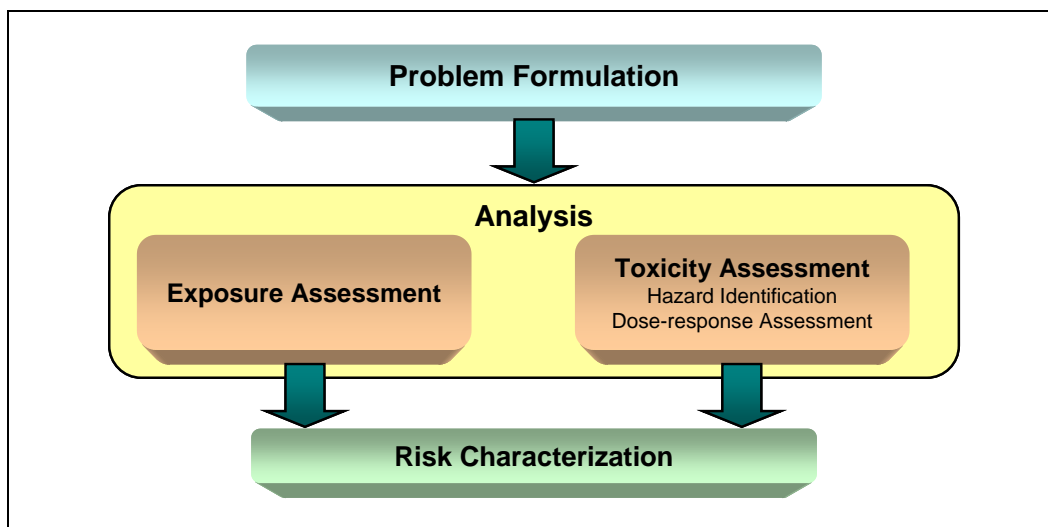 Problem Formulation
Analysis
Exposure Assessment
Toxicity Assessment
Hazard Identification
Dose-response Assessment
Risk Characterization